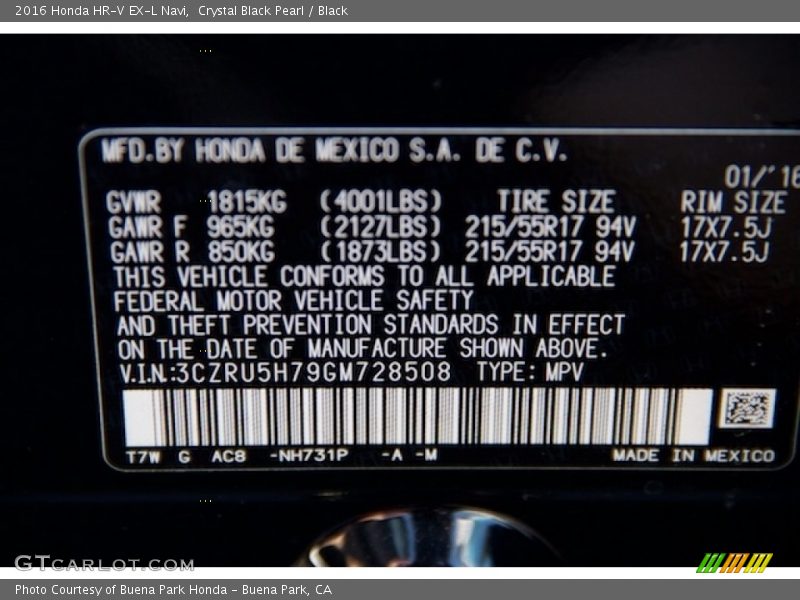 2016 Honda HR-V EX-L Navi,  Crystal Black Pearl / Black
MFD.BY HONDA DE MEXICO S.A. DE C.V.
01/'16
GVWR 1815KG (4001LBS) TIRE SIZE RIM SIZE
GAWR F 965KG (2127LBS) 215/55R17 94V 17X7.5J
GAWR R 850KG (1873LBS) 215/55R17 94V 17X7.5J
THIS VEHICLE CONFORMS TO ALL APPLICABLE
FEDERAL MOTOR VEHICLE SAFETY
AND THEFT PREVENTION STANDARDS IN EFFECT
ON THE DATE OF MANUFACTURE SHOWN ABOVE.
V.I.N.:3CZRU5H79GM728508 TYPE: MPV
T7W G AC8 -NH731P -A -M MADE IN MEXICO
GTCARLOT.COM
Photo Courtesy of Buena Park Honda - Buena Park, CA